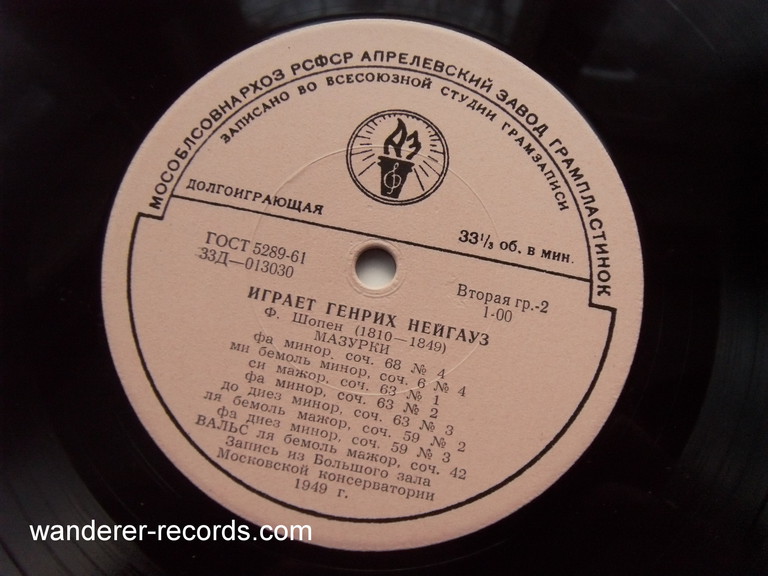 МОСОБЛСОВНАРХОЗ РСФСР АПРЕЛЕВСКИЙ ЗАВОД ГРАМПЛАСТИНОК
ЗАПИСАНО ВО ВСЕСОЮЗНОЙ СТУДИИ ГРАМЗАПИСИ
АЗ
ДОЛГОИГРАЮЩАЯ
33⅓ об. в мин.
ГОСТ 5289-61
33Д—013030
Вторая гр.-2
1-00
ИГРАЕТ ГЕНРИХ НЕЙГАУЗ
Ф. Шопен (1810—1849)
МАЗУРКИ
фа минор, соч. 68 № 4
ми бемоль минор, соч. 6 № 4
си мажор, соч. 63 № 1
фа минор, соч. 63 № 2
до диез минор, соч. 63 № 3
ля бемоль мажор, соч. 59 № 2
фа диез минор, соч. 59 № 3
ВАЛЬС ля бемоль мажор, соч. 42
Запись из Большого зала
Московской консерватории
1949 г.
wanderer-records.com